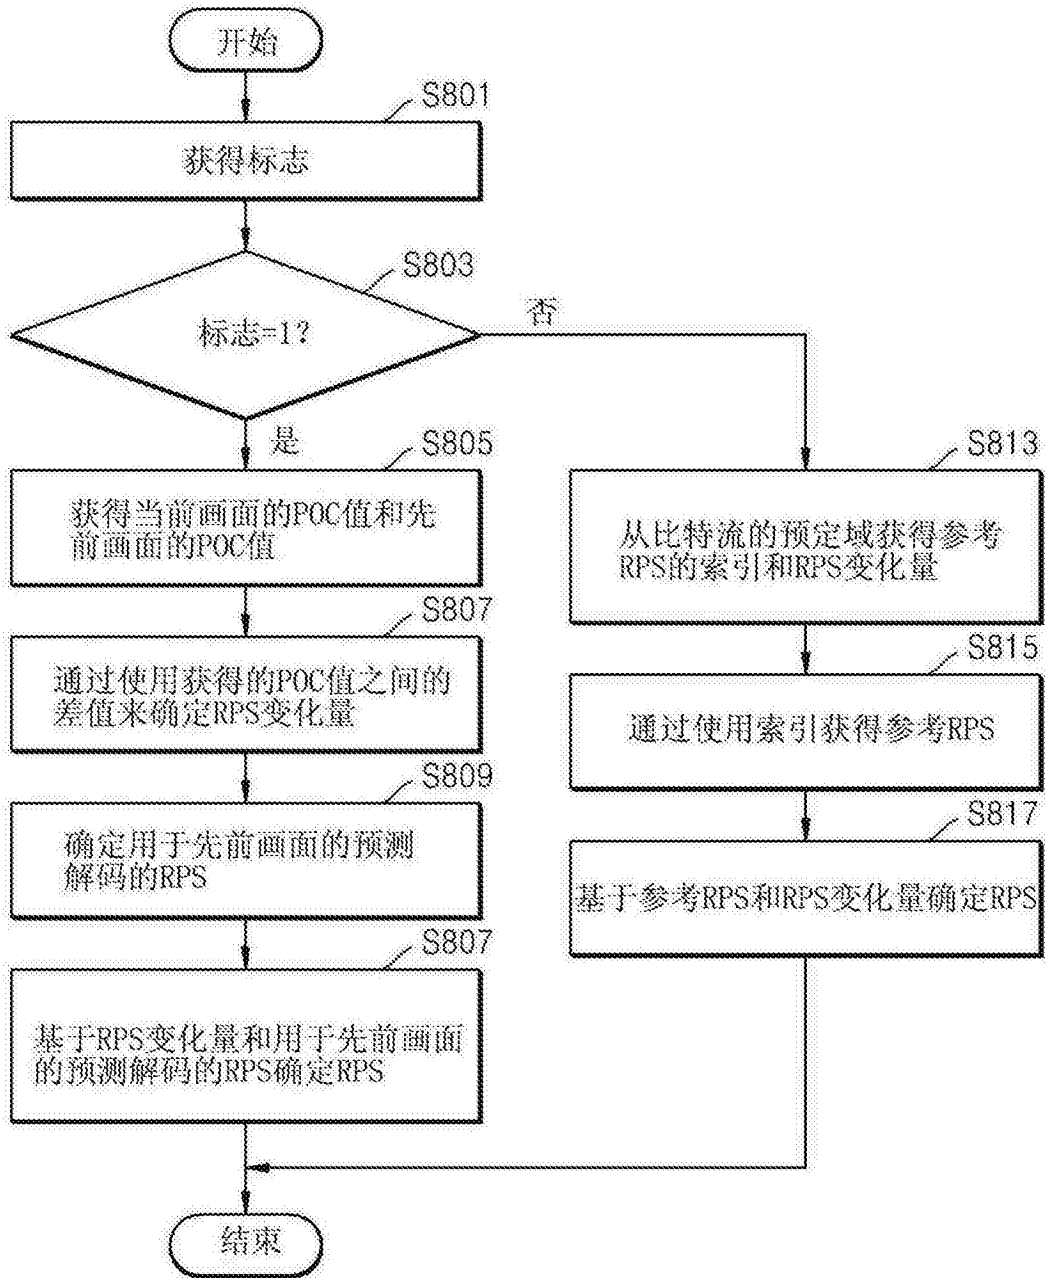 开始
S801
获得标志
S803
标志=1?
否
是
S805
获得当前画面的POC值和先
前画面的POC值
S807
通过使用获得的POC值之间的
差值来确定RPS变化量
S809
确定用于先前画面的预测
解码的RPS
S807
基于RPS变化量和用于先前画面
的预测解码的RPS确定RPS
S813
从比特流的预定域获得参考
RPS的索引和RPS变化量
S815
通过使用索引获得参考RPS
S817
基于参考RPS和RPS变化量确定RPS
结束